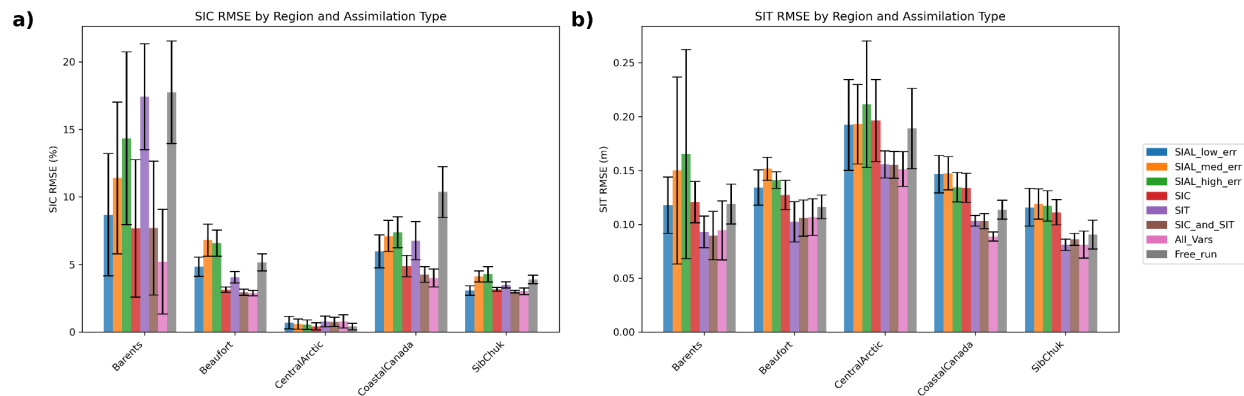 a)
SIC RMSE by Region and Assimilation Type
SIC RMSE (%)
20
15
10
5
0
Barents
Beaufort
CentralArctic
CoastalCanada
SibChuk
b)
SIT RMSE by Region and Assimilation Type
SIT RMSE (m)
0.25
0.20
0.15
0.10
0.05
0.00
Barents
Beaufort
CentralArctic
CoastalCanada
SibChuk
SIAL_low_err
SIAL_med_err
SIAL_high_err
SIC
SIT
SIC_and_SIT
All_Vars
Free_run